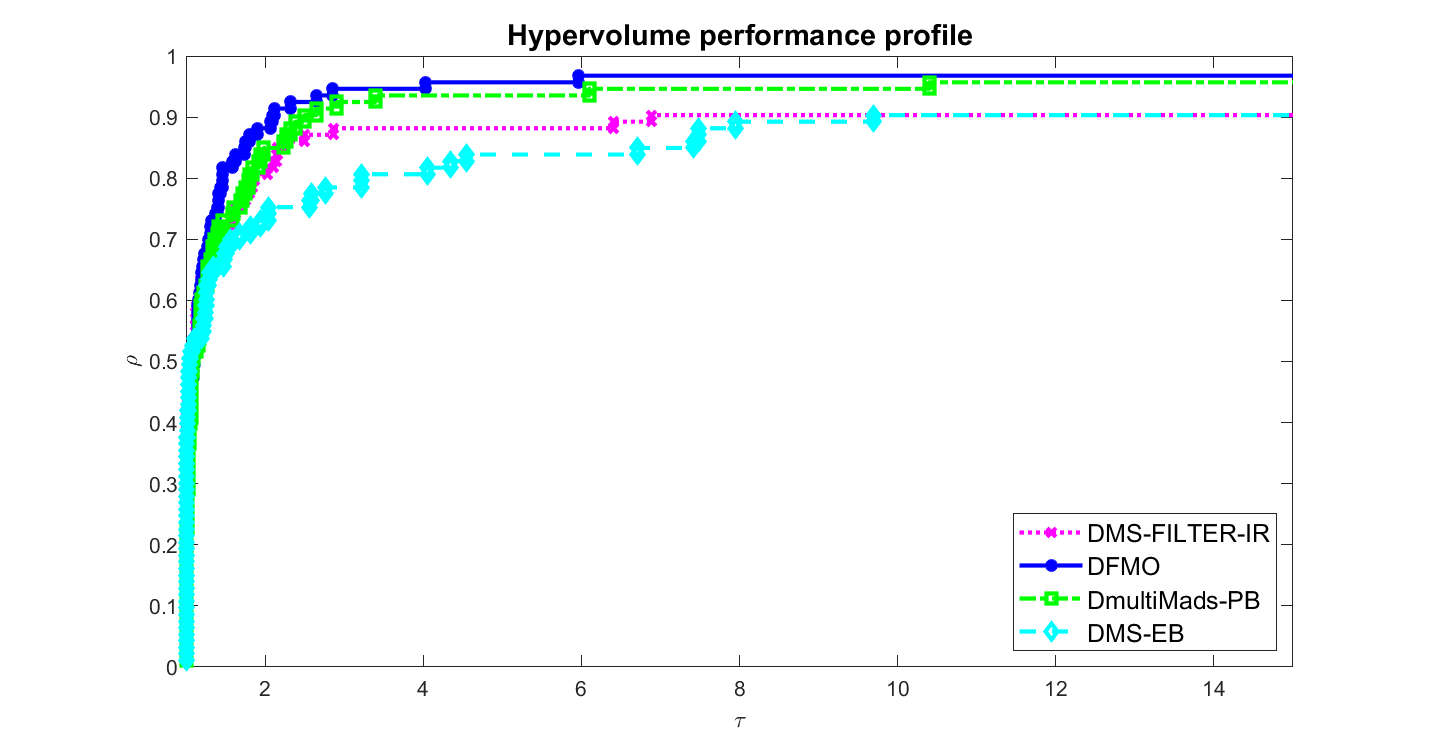 Hypervolume performance profile
1
0.9
0.8
0.7
0.6
0.5
0.4
0.3
0.2
0.1
0
ρ
2 4 6 8 10 12 14
τ
DMS-FILTER-IR
DFMO
DmultiMads-PB
DMS-EB